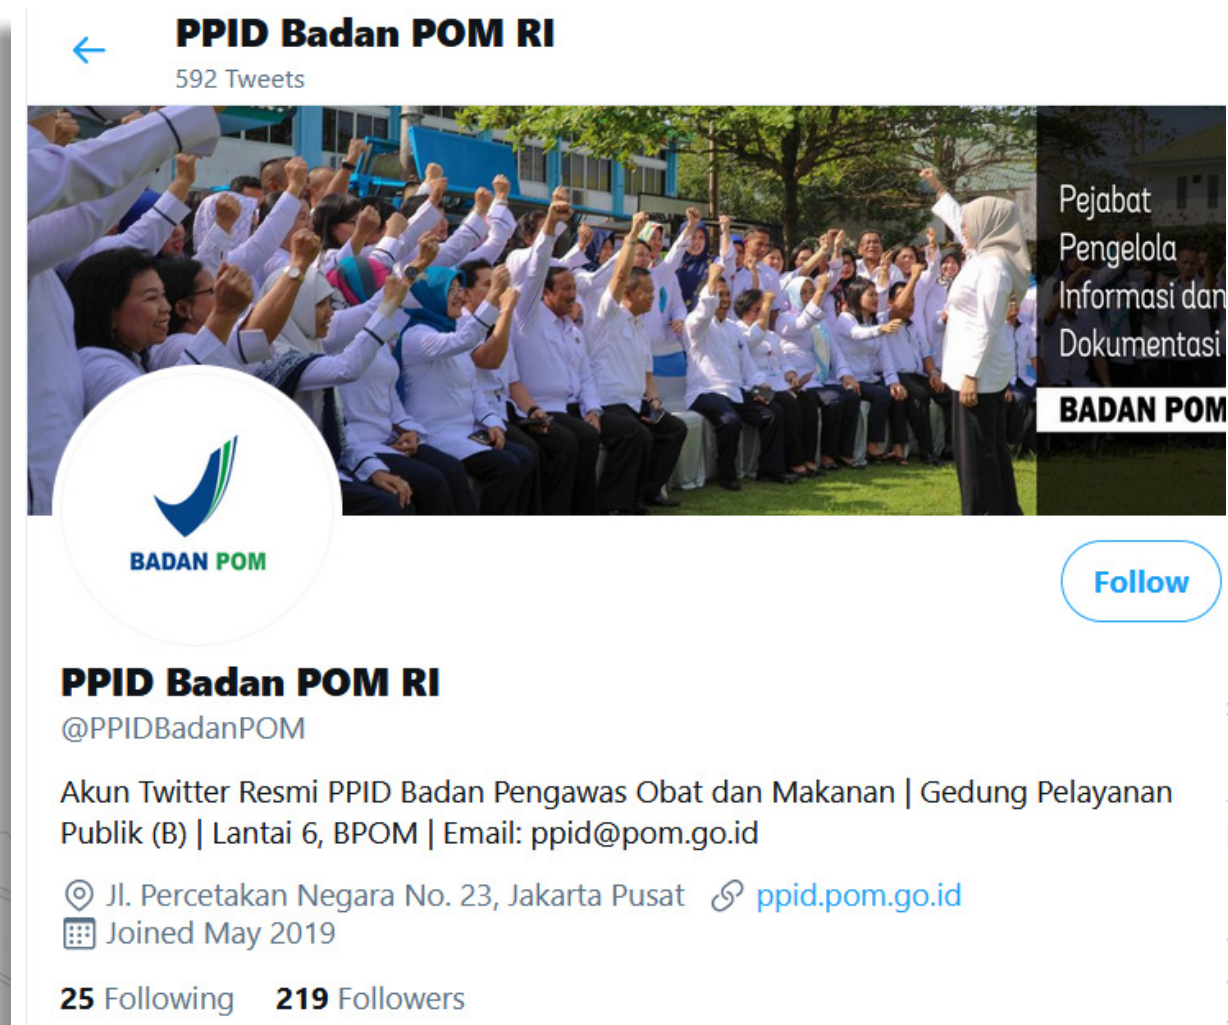 PPID Badan POM RI
592 Tweets
Pejabat
Pengelola
Informasi dan
Dokumentasi
BADAN POM
BADAN POM
Follow
PPID Badan POM RI
@PPIDBadanPOM
Akun Twitter Resmi PPID Badan Pengawas Obat dan Makanan | Gedung Pelayanan
Publik (B) | Lantai 6, BPOM | Email: ppid@pom.go.id
Jl. Percetakan Negara No. 23, Jakarta Pusat ppid.pom.go.id
Joined May 2019
25 Following 219 Followers